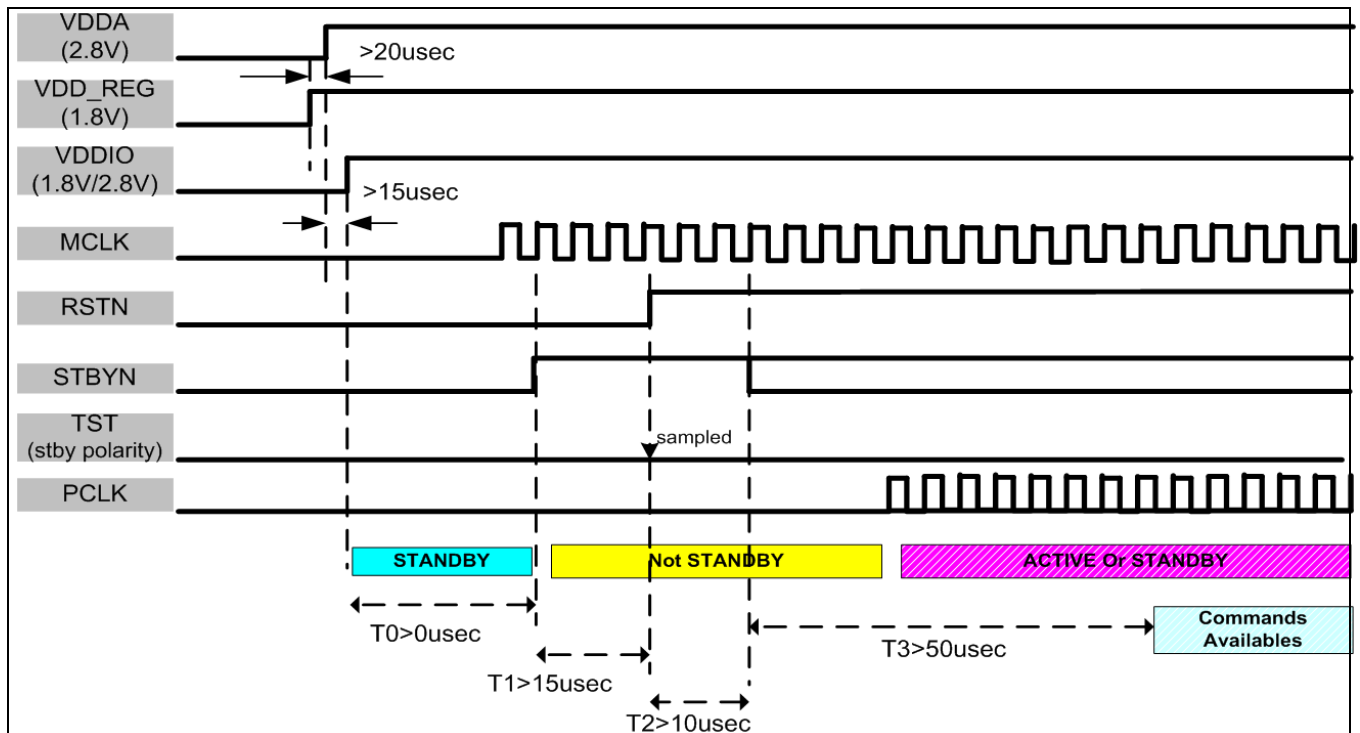 VDDA
(2.8V)
>20usec
VDD_REG
(1.8V)
VDDIO
(1.8V/2.8V)
>15usec
MCLK
RSTN
STBYN
TST
(stby polarity)
sampled
PCLK
STANDBY
Not STANDBY
ACTIVE Or STANDBY
T0>0usec
Commands
Availables
T3>50usec
T1>15usec
T2>10usec